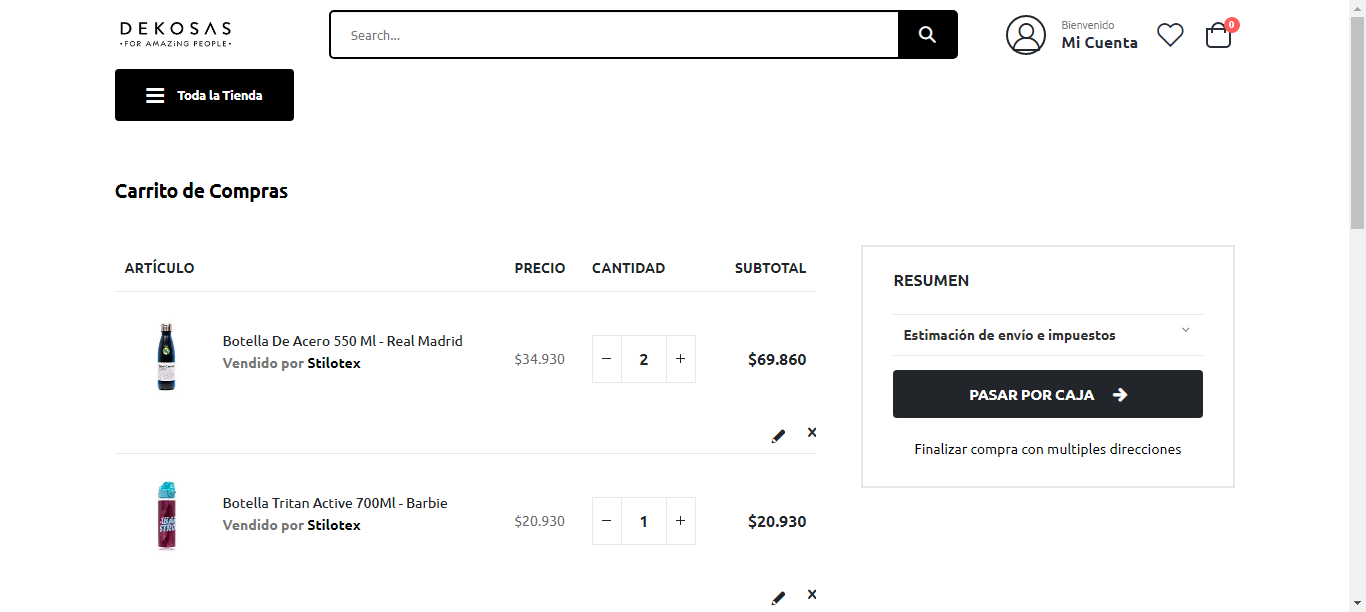 DEKOSAS
•FOR AMAZING PEOPLE•
Search...
Bienvenido
Mi Cuenta
0
Toda la Tienda
Carrito de Compras
ARTÍCULO PRECIO CANTIDAD SUBTOTAL
Botella De Acero 550 Ml - Real Madrid
Vendido por Stilotex
$34.930 − 2 + $69.860
Botella Tritan Active 700Ml - Barbie
Vendido por Stilotex
$20.930 − 1 + $20.930
RESUMEN
Estimación de envío e impuestos
PASAR POR CAJA
Finalizar compra con multiples direcciones